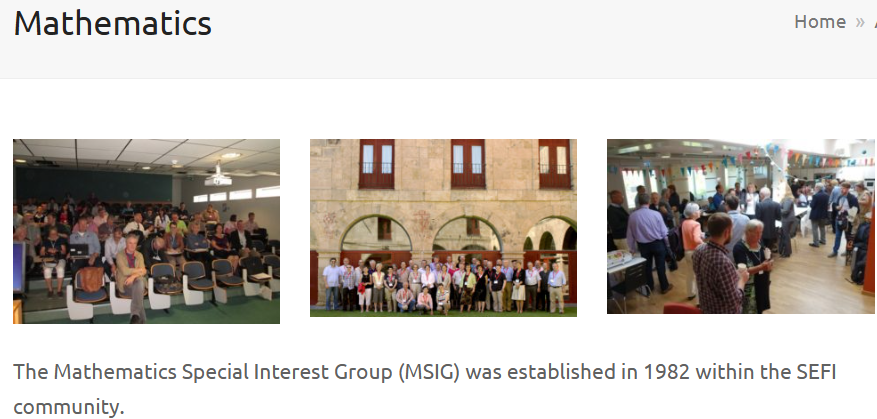 Mathematics
Home »
The Mathematics Special Interest Group (MSIG) was established in 1982 within the SEFI
community.